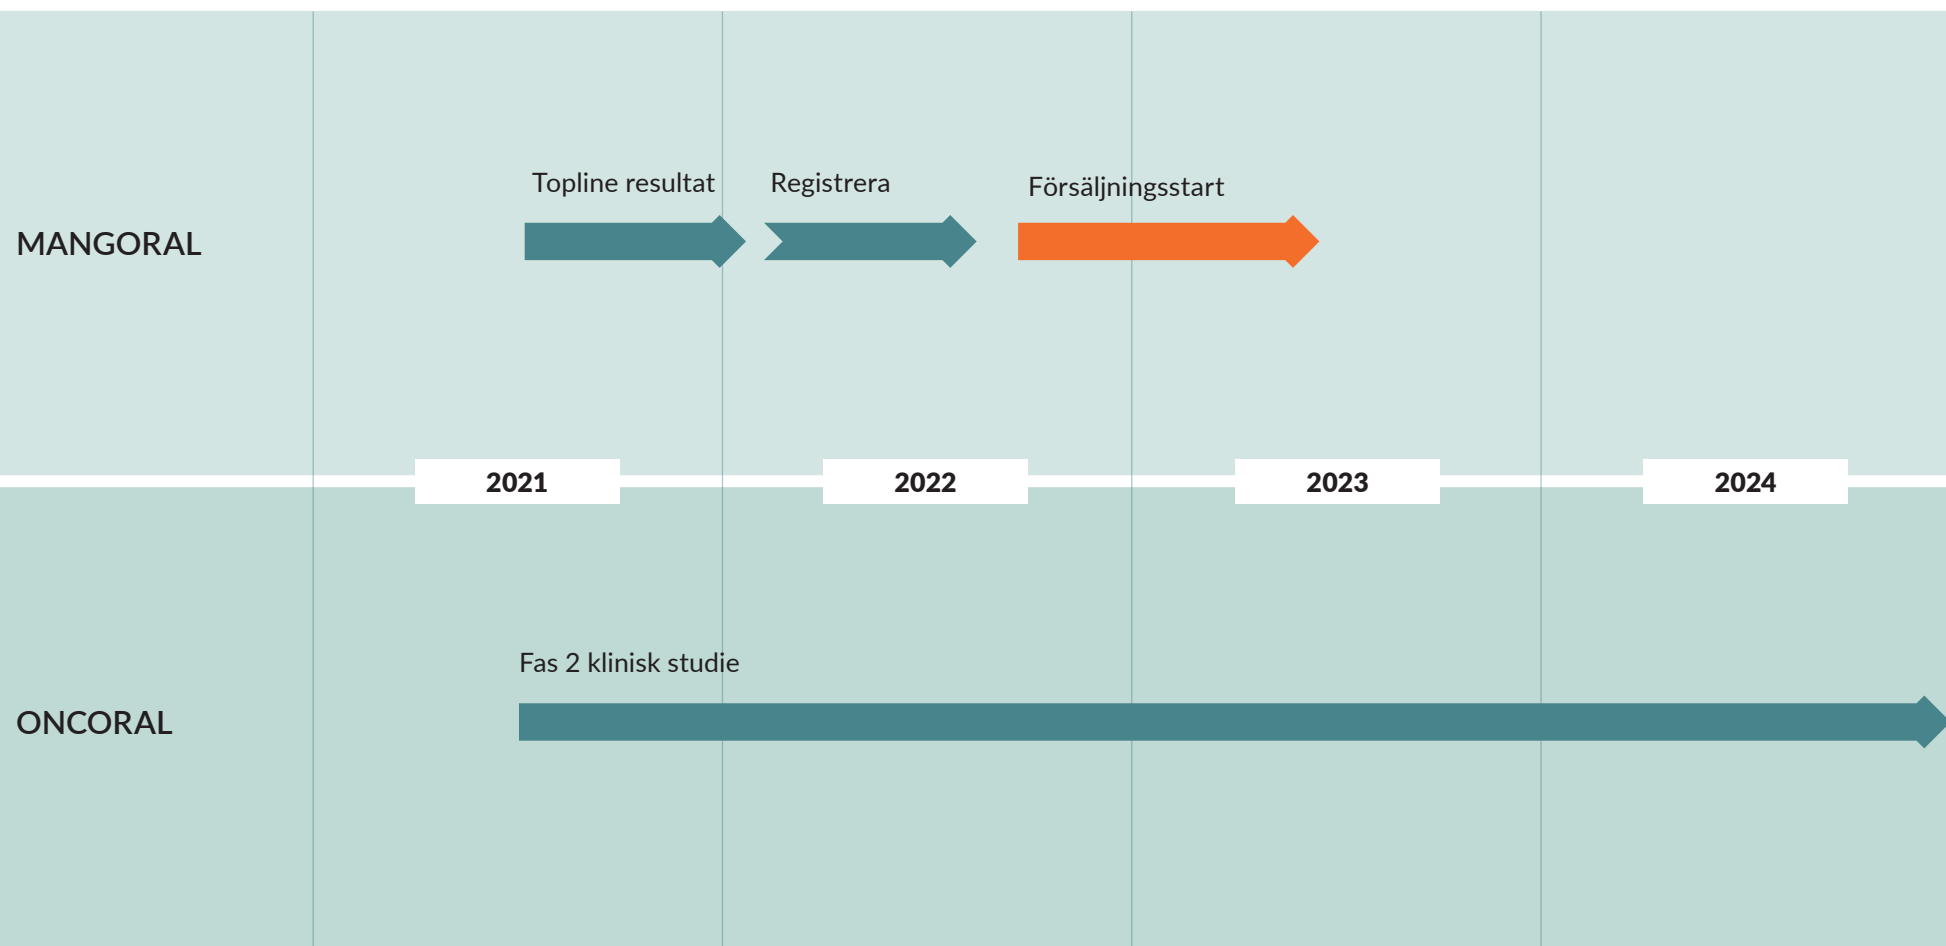 Topline resultat
Registrera
Försäljningsstart
MANGORAL
2021
2022
2023
2024
Fas 2 klinisk studie
ONCORAL